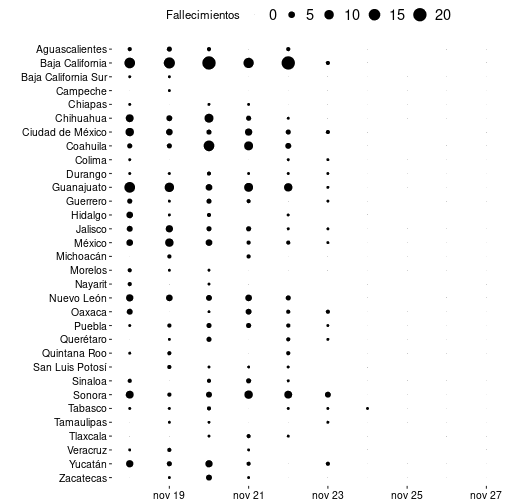 Fallecimientos 0 5 10 15 20
Aguascalientes
Baja California
Baja California Sur
Campeche
Chiapas
Chihuahua
Ciudad de México
Coahuila
Colima
Durango
Guanajuato
Guerrero
Hidalgo
Jalisco
México
Michoacán
Morelos
Nayarit
Nuevo León
Oaxaca
Puebla
Querétaro
Quintana Roo
San Luis Potosí
Sinaloa
Sonora
Tabasco
Tamaulipas
Tlaxcala
Veracruz
Yucatán
Zacatecas
nov 19 nov 21 nov 23 nov 25 nov 27